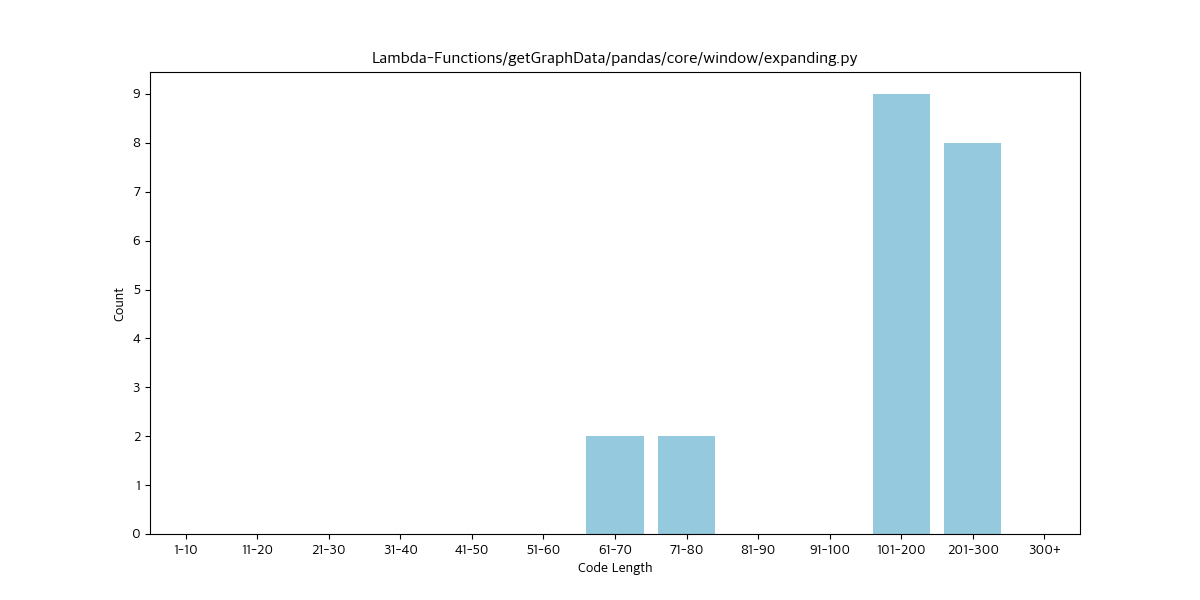 Lambda-Functions/getGraphData/pandas/core/window/expanding.py
9
8
7
6
5
4
3
2
1
0
Count
1-10 11-20 21-30 31-40 41-50 51-60 61-70 71-80 81-90 91-100 101-200 201-300 300+
Code Length